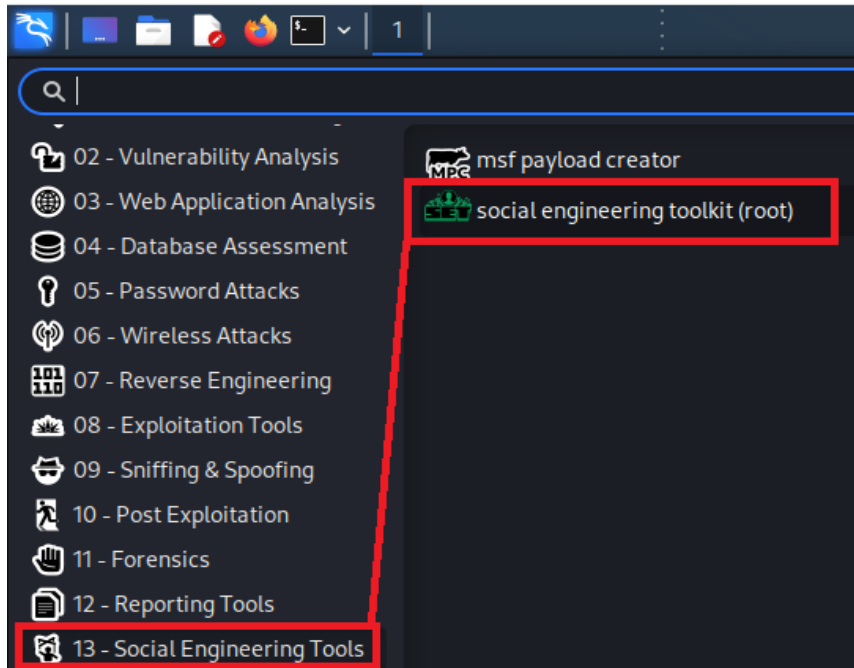 1
02 - Vulnerability Analysis
03 - Web Application Analysis
04 - Database Assessment
05 - Password Attacks
06 - Wireless Attacks
07 - Reverse Engineering
08 - Exploitation Tools
09 - Sniffing & Spoofing
10 - Post Exploitation
11 - Forensics
12 - Reporting Tools
13 - Social Engineering Tools
MPC
msf payload creator
SET
social engineering toolkit (root)